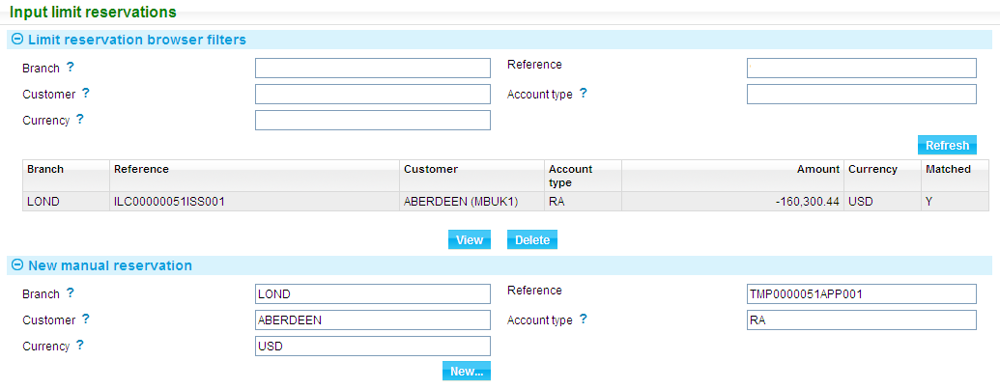 Input limit reservations
Limit reservation browser filters
Branch ? Reference
Customer ? Account type ?
Currency ?
Refresh
Branch Reference Customer Account type Amount Currency Matched
LOND ILC00000051ISS001 ABERDEEN (MBUK1) RA -160,300.44 USD Y
View Delete
New manual reservation
Branch ? LOND Reference TMP0000051APP001
Customer ? ABERDEEN Account type ? RA
Currency ? USD
New...